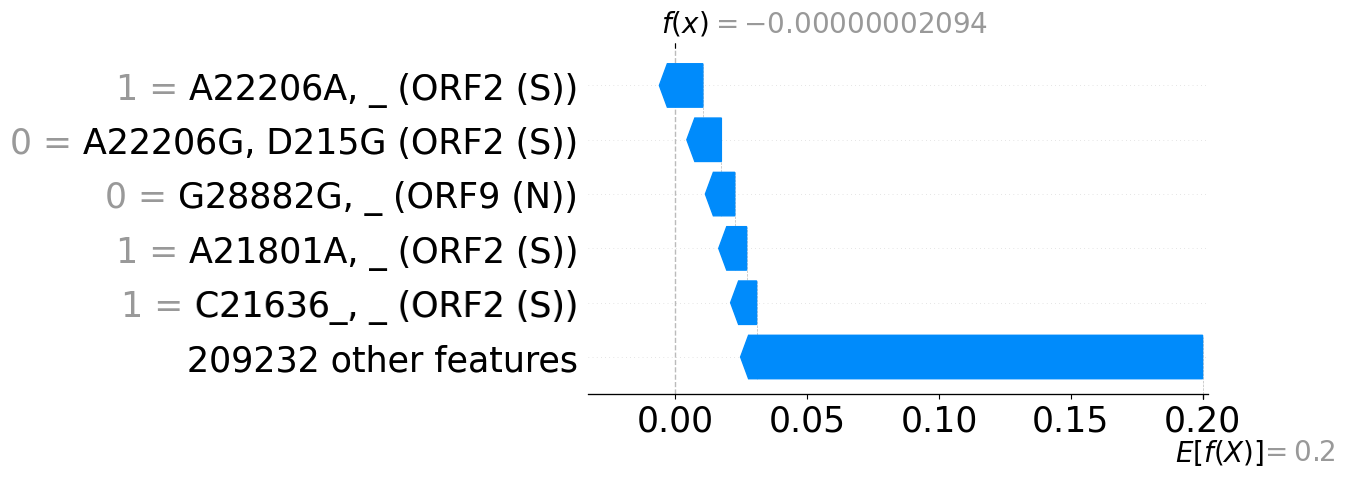 f(x) = −0.00000002094
1 = A22206A, _ (ORF2 (S))
0 = A22206G, D215G (ORF2 (S))
0 = G28882G, _ (ORF9 (N))
1 = A21801A, _ (ORF2 (S))
1 = C21636_, _ (ORF2 (S))
209232 other features
0.00 0.05 0.10 0.15 0.20
E[f(X)] = 0.2